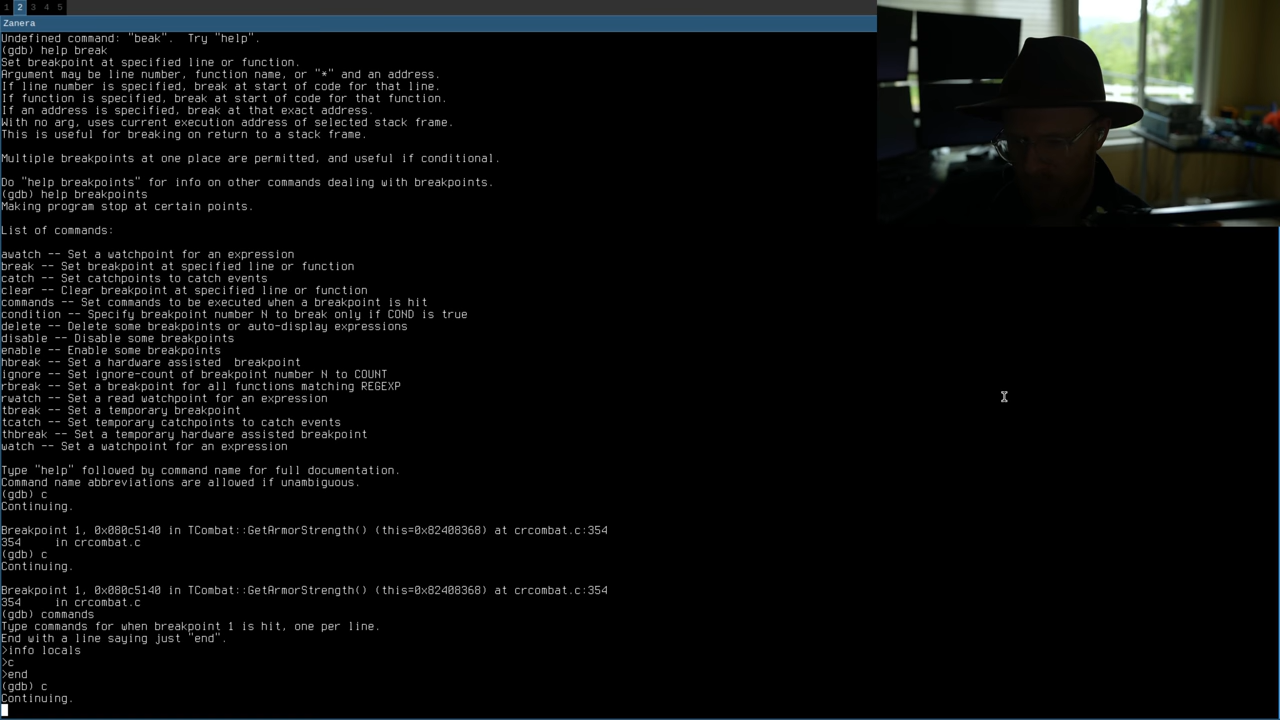 1 2 3 4 5
Zanera
Undefined command: "beak".  Try "help".
(gdb) help break
Set breakpoint at specified line or function.
Argument may be line number, function name, or "*" and an address.
If line number is specified, break at start of code for that line.
If function is specified, break at start of code for that function.
If an address is specified, break at that exact address.
With no arg, uses current execution address of selected stack frame.
This is useful for breaking on return to a stack frame.
Multiple breakpoints at one place are permitted, and useful if conditional.
Do "help breakpoints" for info on other commands dealing with breakpoints.
(gdb) help breakpoints
Making program stop at certain points.
List of commands:
awatch -- Set a watchpoint for an expression
break -- Set breakpoint at specified line or function
catch -- Set catchpoints to catch events
clear -- Clear breakpoint at specified line or function
commands -- Set commands to be executed when a breakpoint is hit
condition -- Specify breakpoint number N to break only if COND is true
delete -- Delete some breakpoints or auto-display expressions
disable -- Disable some breakpoints
enable -- Enable some breakpoints
hbreak -- Set a hardware assisted  breakpoint
ignore -- Set ignore-count of breakpoint number N to COUNT
rbreak -- Set a breakpoint for all functions matching REGEXP
rwatch -- Set a read watchpoint for an expression
tbreak -- Set a temporary breakpoint
tcatch -- Set temporary catchpoints to catch events
thbreak -- Set a temporary hardware assisted breakpoint
watch -- Set a watchpoint for an expression
Type "help" followed by command name for full documentation.
Command name abbreviations are allowed if unambiguous.
(gdb) c
Continuing.
Breakpoint 1, 0x080c5140 in TCombat::GetArmorStrength() (this=0x82408368) at crcombat.c:354
354     in crcombat.c
(gdb) c
Continuing.
Breakpoint 1, 0x080c5140 in TCombat::GetArmorStrength() (this=0x82408368) at crcombat.c:354
354     in crcombat.c
(gdb) commands
Type commands for when breakpoint 1 is hit, one per line.
End with a line saying just "end".
>info locals
>c
>end
(gdb) c
Continuing.